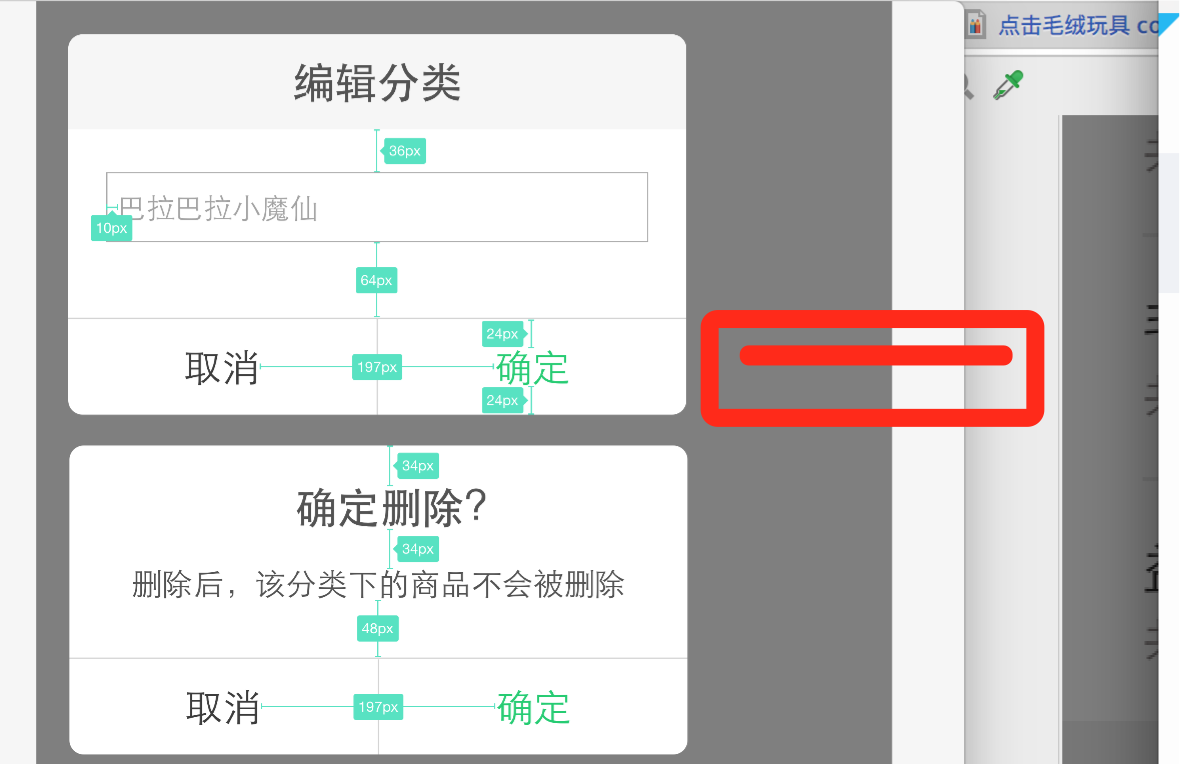 点击毛绒玩具 co
编辑分类
36px
巴拉巴拉小魔仙
10px
64px
24px
取消
197px
确定
24px
34px
确定删除?
34px
删除后，该分类下的商品不会被删除
48px
取消
197px
确定